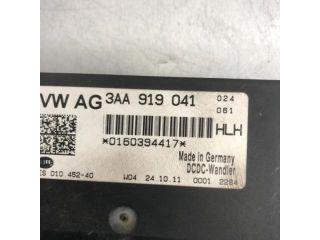 VW AG 3AA 919 041
024
061
HLH
*0160394417*
Made in Germany
DCDC-Wandler
ES 010.452-40 W04 24.10.11 0001 2284